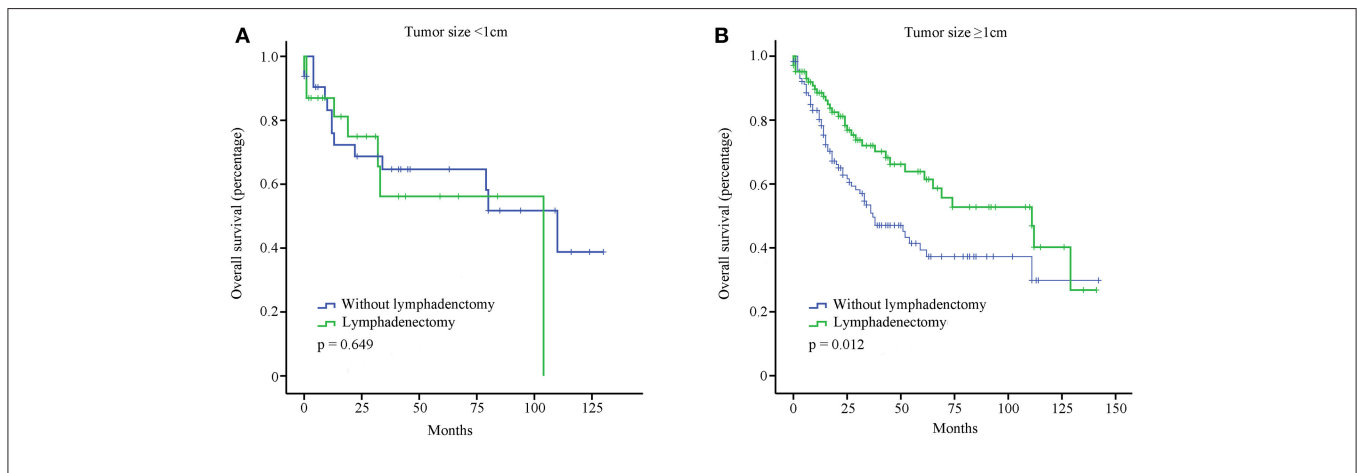 A
Tumor size <1cm
Overall survival (percentage)
1.0
0.8
0.6
0.4
0.2
0
Without lymphadenctomy
Lymphadenectomy
p = 0.649
0 25 50 75 100 125
Months
B
Tumor size ≥1cm
Overall survival (percentage)
1.0
0.8
0.6
0.4
0.2
0
Without lymphadenectomy
Lymphadenectomy
p = 0.012
0 25 50 75 100 125 150
Months